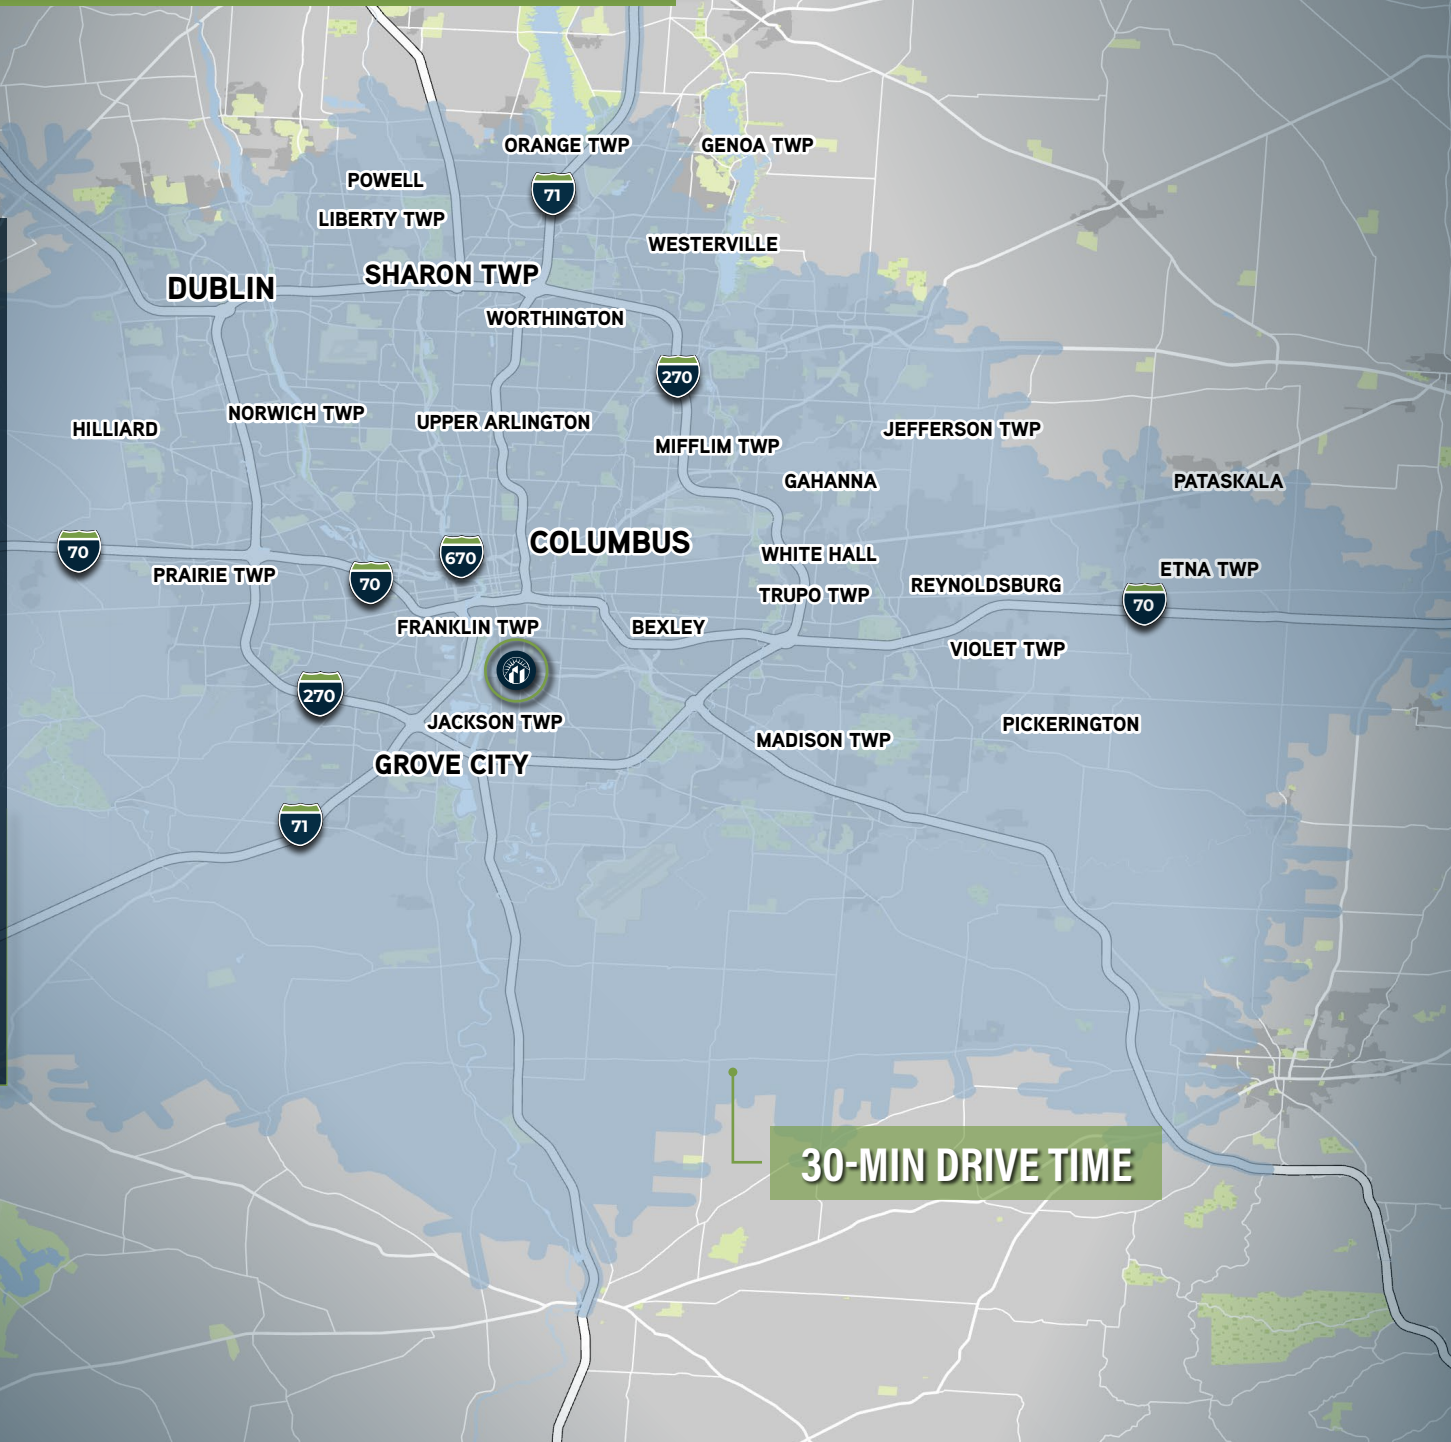 ORANGE TWP
GENOA TWP
POWELL
71
LIBERTY TWP
WESTERVILLE
DUBLIN
SHARON TWP
WORTHINGTON
270
NORWICH TWP
HILLIARD
UPPER ARLINGTON
JEFFERSON TWP
MIFFLIM TWP
GAHANNA
PATASKALA
COLUMBUS
70
670
WHITE HALL
ETNA TWP
PRAIRIE TWP
70
REYNOLDSBURG
TRUPO TWP
70
FRANKLIN TWP
BEXLEY
VIOLET TWP
270
JACKSON TWP
PICKERINGTON
MADISON TWP
GROVE CITY
71
30-MIN DRIVE TIME